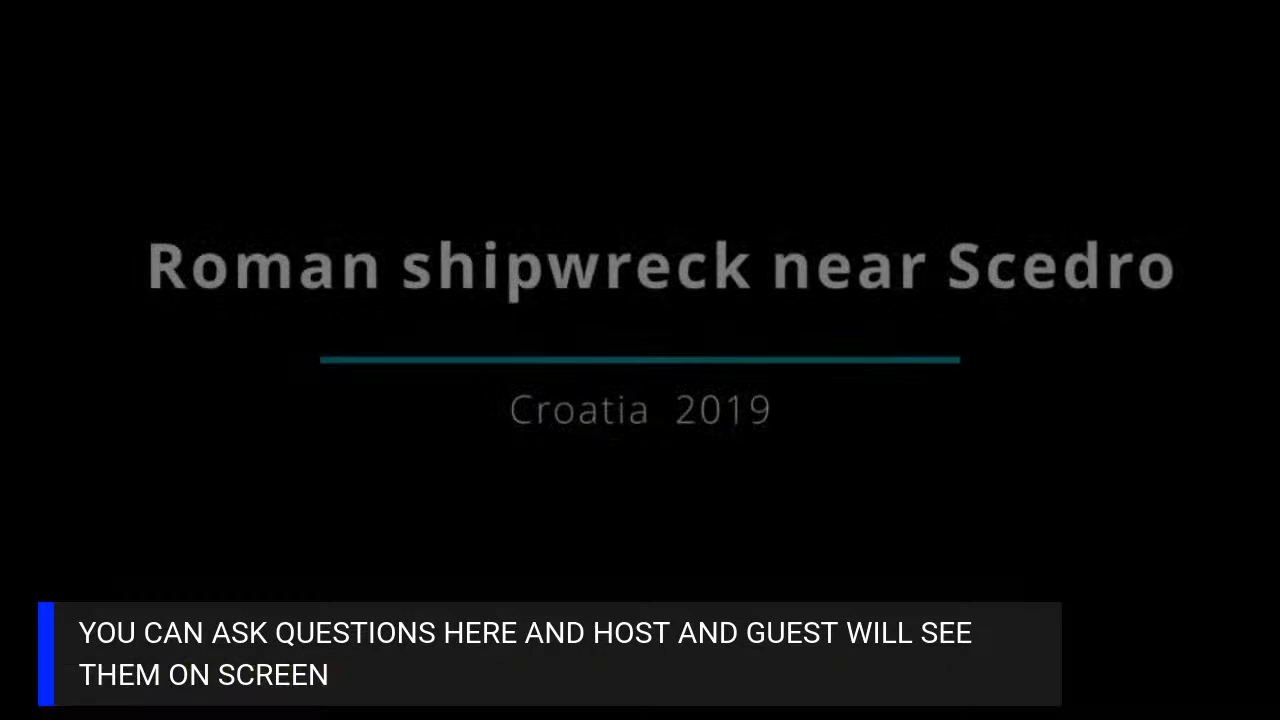 Roman shipwreck near Scedro
Croatia 2019
YOU CAN ASK QUESTIONS HERE AND HOST AND GUEST WILL SEE
THEM ON SCREEN